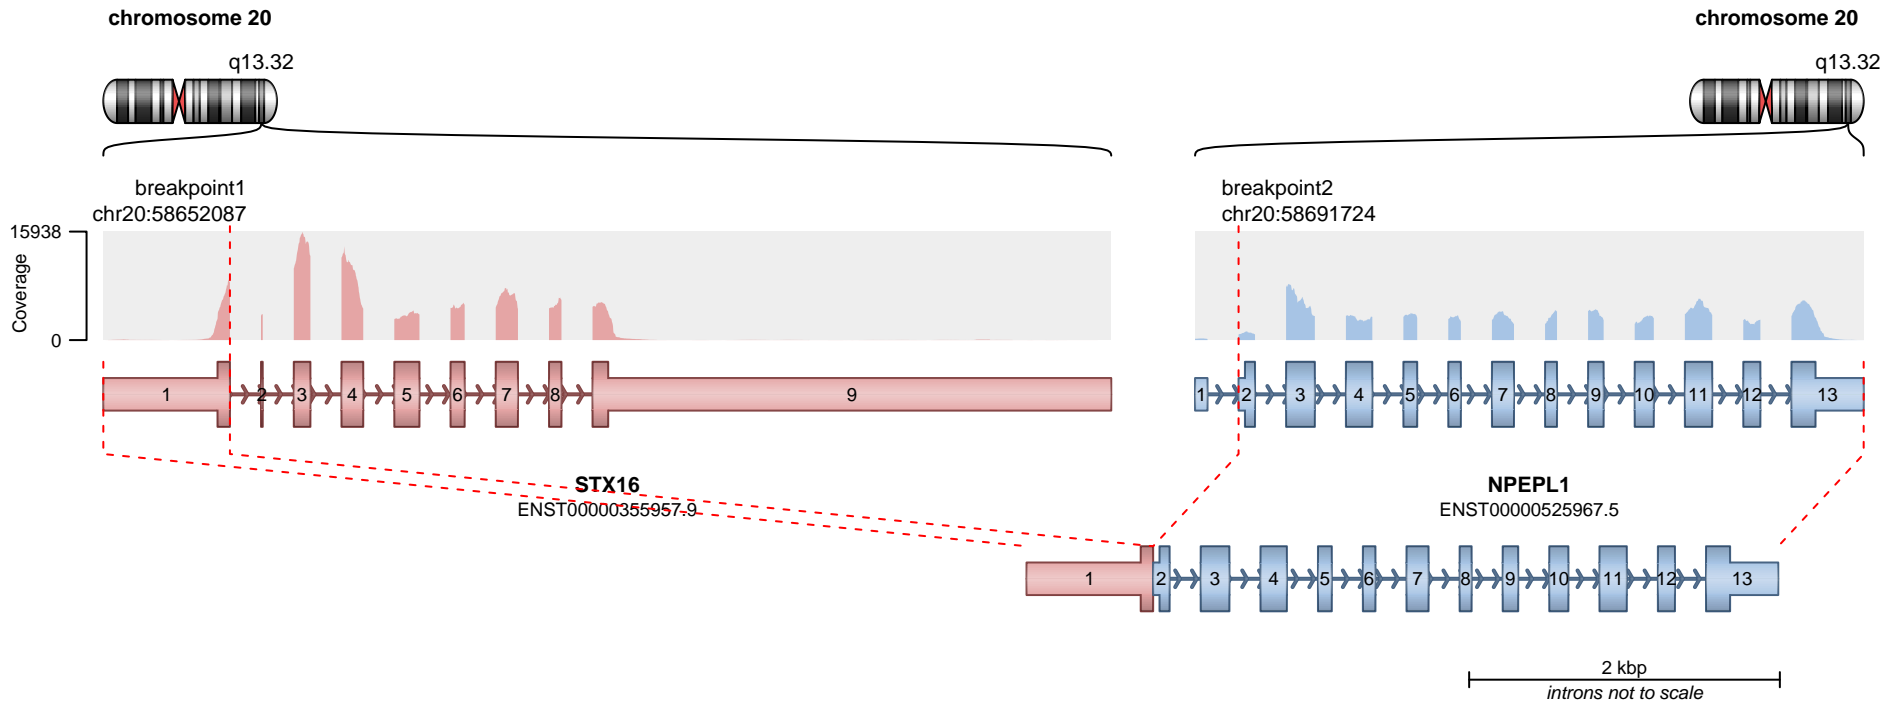 chromosome 20
chromosome 20
q13.32
q13.32
breakpoint1
chr20:58652087
breakpoint2
chr20:58691724
15938
Coverage
0
1 2 3 4 5 6 7 8 9
1 2 3 4 5 6 7 8 9 10 11 12 13
STX16
ENST00000355957.9
NPEPL1
ENST00000525967.5
1 2 3 4 5 6 7 8 9 10 11 12 13
2 kbp
introns not to scale